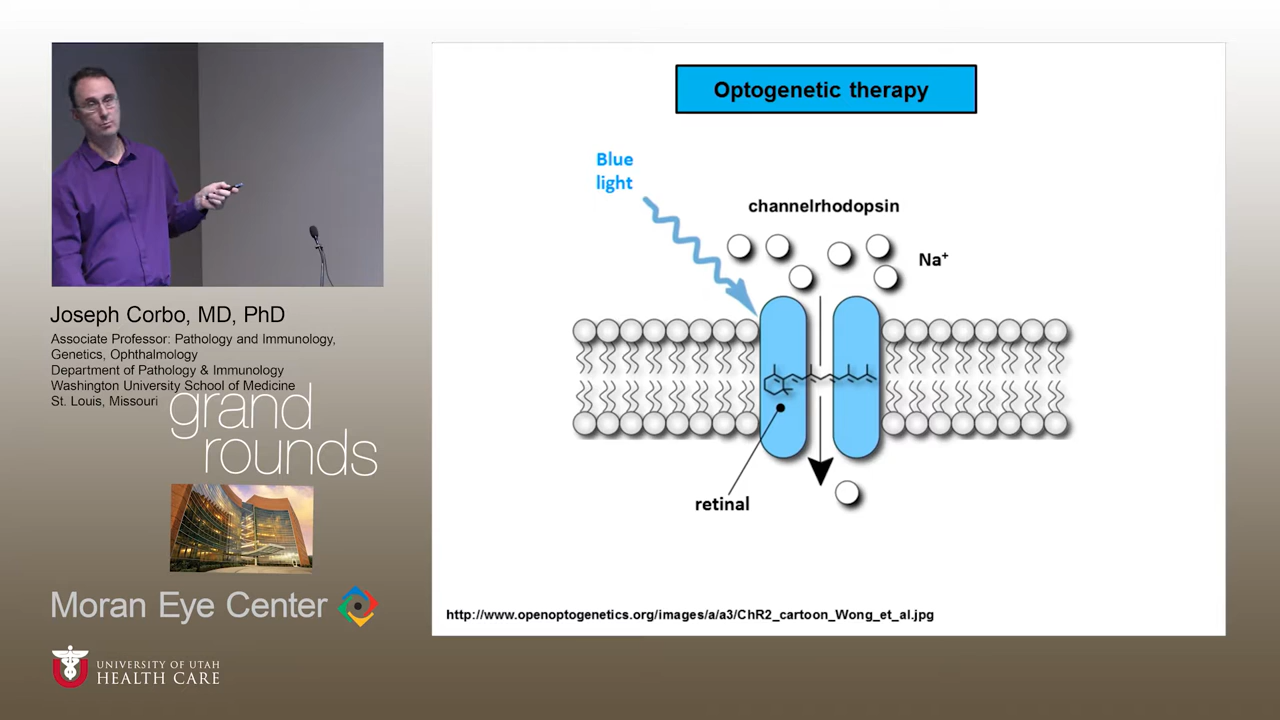 Optogenetic therapy
Blue
light
channelrhodopsin
Na⁺
retinal
http://www.openoptogenetics.org/images/a/a3/ChR2_cartoon_Wong_et_al.jpg
Joseph Corbo, MD, PhD
Associate Professor: Pathology and Immunology,
Genetics, Ophthalmology
Department of Pathology & Immunology
Washington University School of Medicine
St. Louis, Missouri
grand
rounds
Moran Eye Center
UNIVERSITY OF UTAH
HEALTH CARE